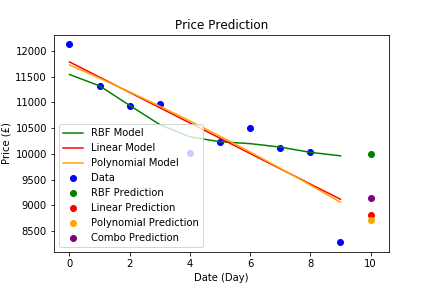 Price Prediction
12000
11500
11000
10500
10000
9500
9000
8500
Price (£)
RBF Model
Linear Model
Polynomial Model
Data
RBF Prediction
Linear Prediction
Polynomial Prediction
Combo Prediction
0 2 4 6 8 10
Date (Day)